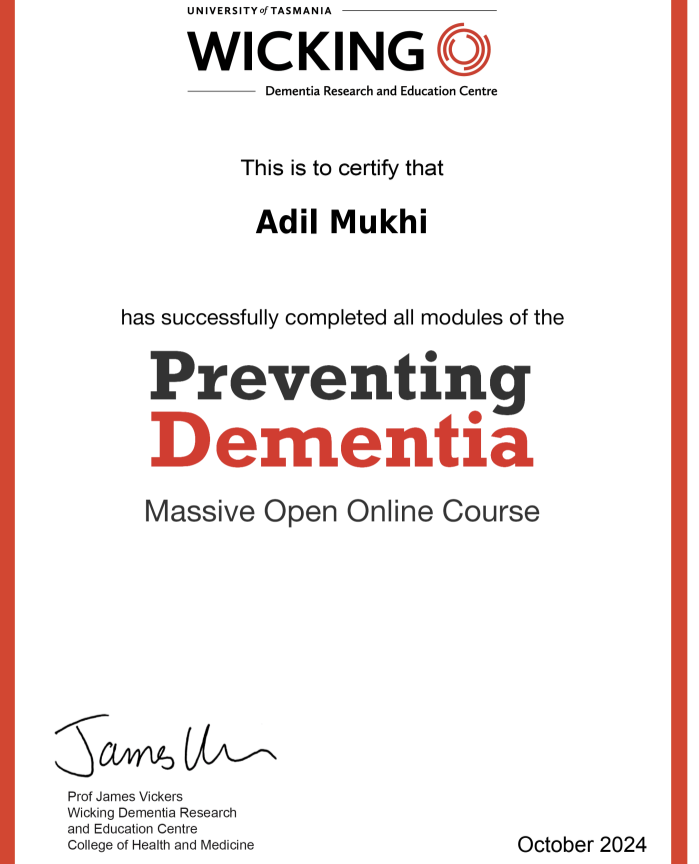 UNIVERSITY of TASMANIA
WICKING
Dementia Research and Education Centre
This is to certify that
Adil Mukhi
has successfully completed all modules of the
Preventing
Dementia
Massive Open Online Course
James V
Prof James Vickers
Wicking Dementia Research
and Education Centre
College of Health and Medicine
October 2024